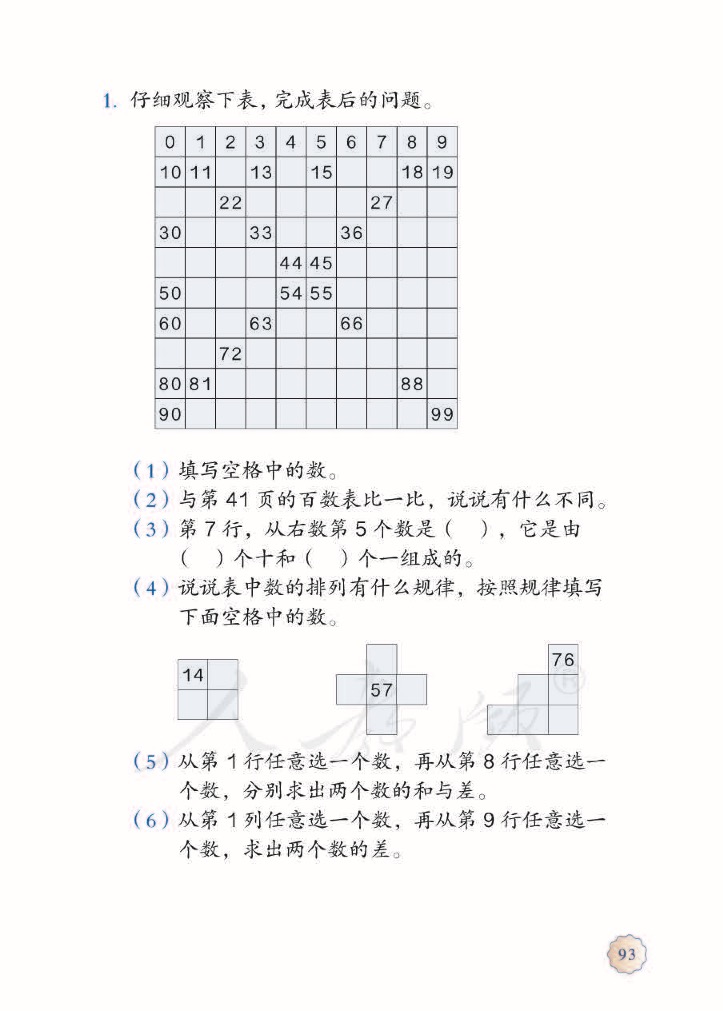 1. 仔细观察下表，完成表后的问题。
0 1 2 3 4 5 6 7 8 9
10 11 13 15 18 19
22 27
30 33 36
44 45
50 54 55
60 63 66
72
80 81 88
90 99
（1）填写空格中的数。
（2）与第 41 页的百数表比一比，说说有什么不同。
（3）第 7 行，从右数第 5 个数是（ ），它是由
（ ）个十和（ ）个一组成的。
（4）说说表中数的排列有什么规律，按照规律填写
下面空格中的数。
14 57 76
人教版®
（5）从第 1 行任意选一个数，再从第 8 行任意选一
个数，分别求出两个数的和与差。
（6）从第 1 列任意选一个数，再从第 9 行任意选一
个数，求出两个数的差。
93